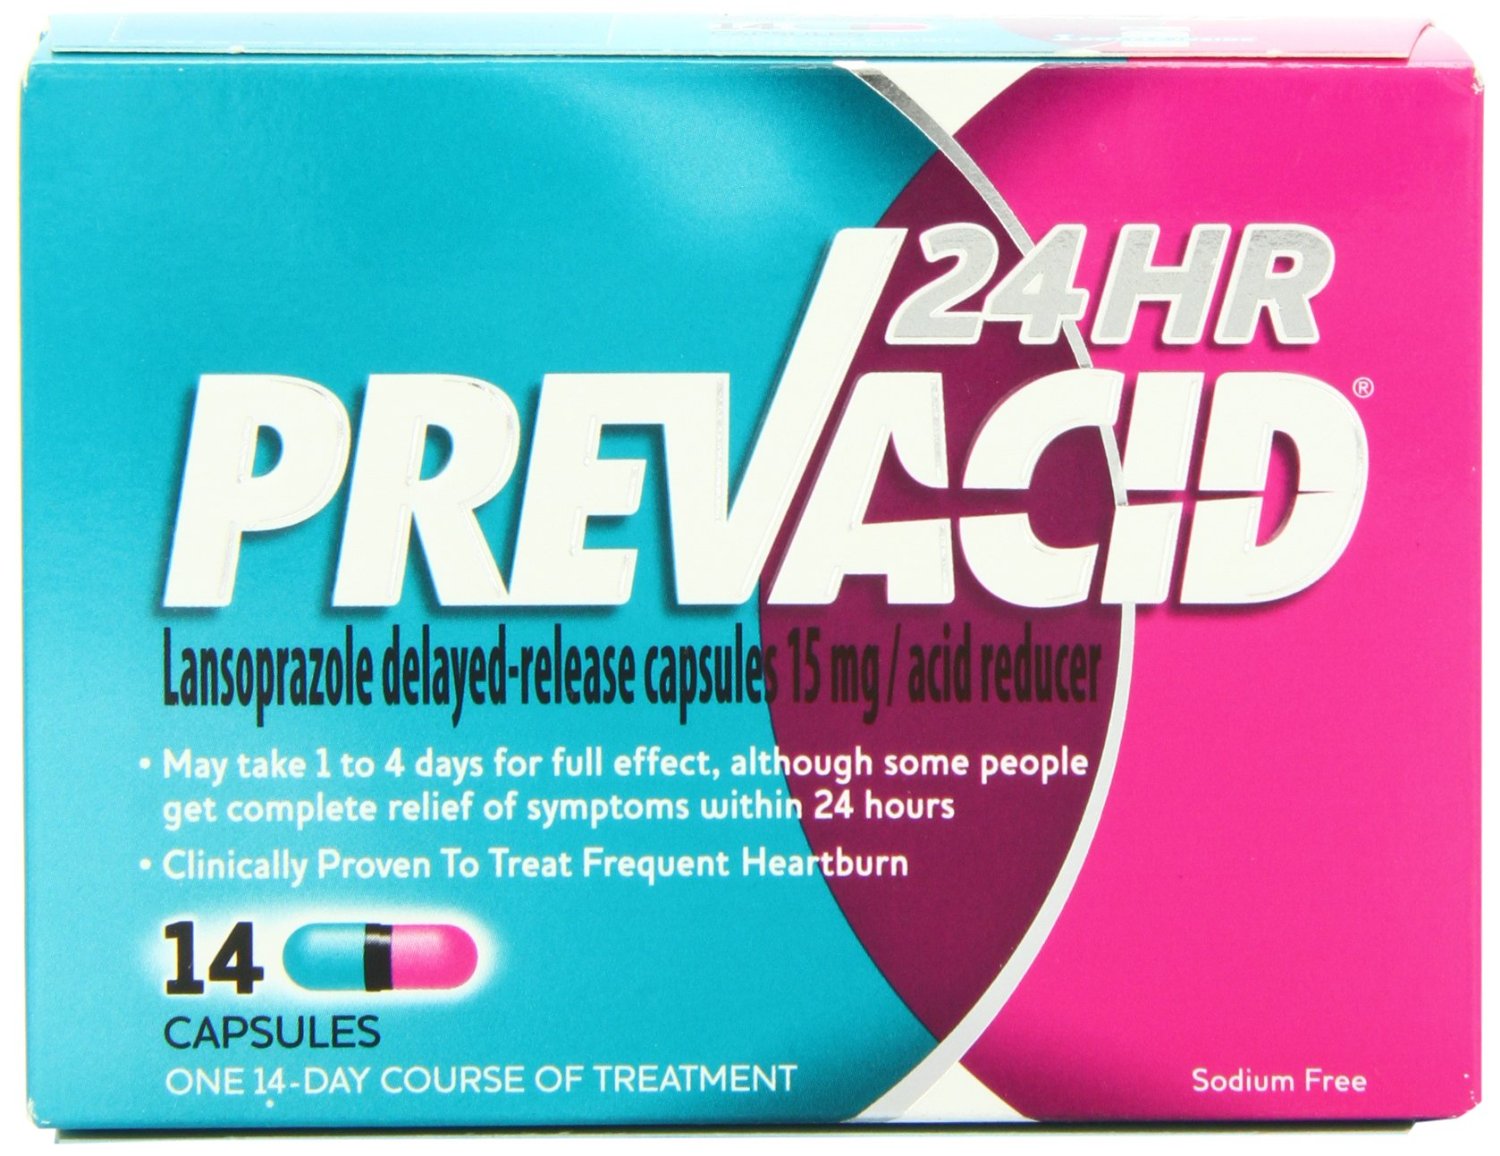 14
24HR
PREVACID®
Lansoprazole delayed-release capsules 15 mg / acid reducer
• May take 1 to 4 days for full effect, although some people
get complete relief of symptoms within 24 hours
• Clinically Proven To Treat Frequent Heartburn
14
CAPSULES
ONE 14-DAY COURSE OF TREATMENT
Sodium Free